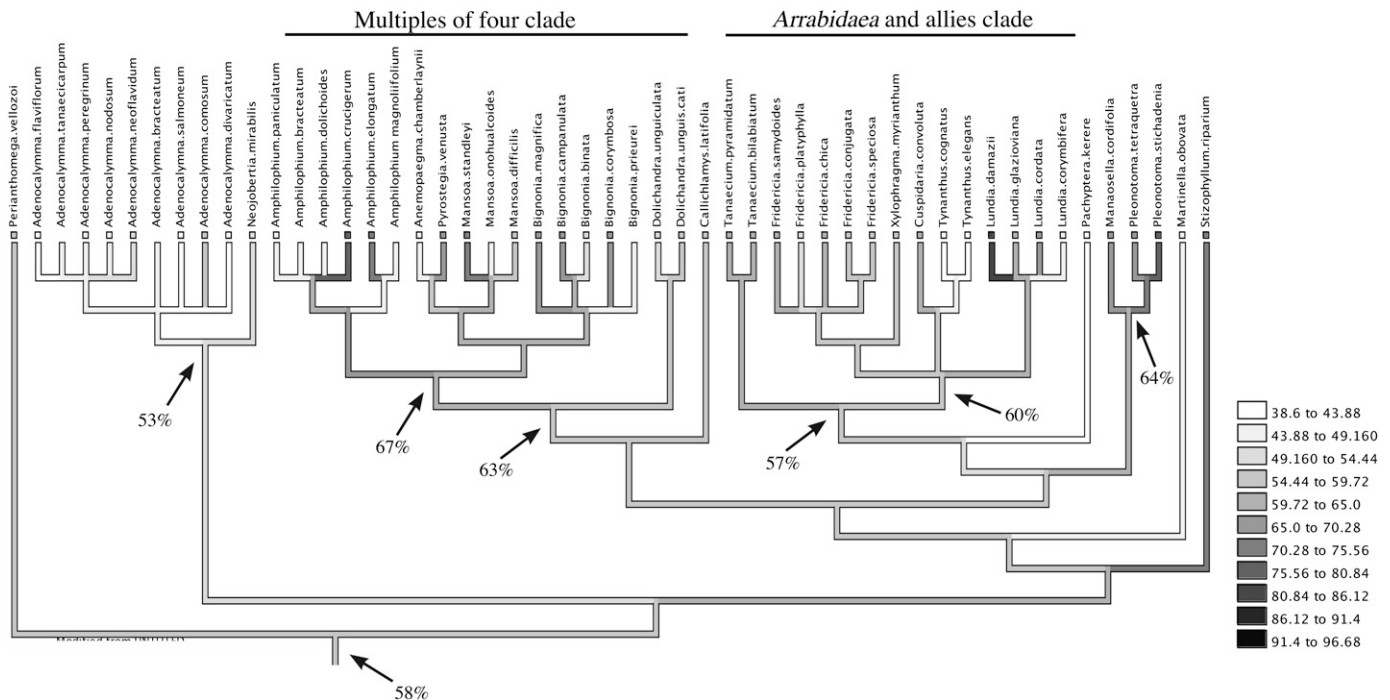 Multiples of four clade
Arrabidaea and allies clade
Perianthomega.vellozoi
Adenocalymma.flaviflorum
Adenocalymma.tanaecicarpum
Adenocalymma.peregrinum
Adenocalymma.nodosum
Adenocalymma.neoflavidum
Adenocalymma.bracteatum
Adenocalymma.salmoneum
Adenocalymma.comosum
Adenocalymma.divaricatum
Neojobertia.mirabilis
Amphilophium.paniculatum
Amphilophium.bracteatum
Amphilophium.dolichoides
Amphilophium.crucigerum
Amphilophium.elongatum
Amphilophium magnoliifolium
Anemopaegma.chamberlaynii
Pyrostegia.venusta
Mansoa.standleyi
Mansoa.onohualcoides
Mansoa.difficilis
Bignonia.magnifica
Bignonia.campanulata
Bignonia.binata
Bignonia.corymbosa
Bignonia.prieurei
Dolichandra.unguiculata
Dolichandra.unguis.cati
Callichlamys.latifolia
Tanaecium.pyramidatum
Tanaecium.bilabiatum
Fridericia.samydoides
Fridericia.platyphylla
Fridericia.chica
Fridericia.conjugata
Fridericia.speciosa
Xylophragma.myrianthum
Cuspidaria.convoluta
Tynanthus.cognatus
Tynanthus.elegans
Lundia.damazii
Lundia.glazioviana
Lundia.cordata
Lundia.corymbifera
Pachyptera.kerere
Manaosella.cordifolia
Pleonotoma.tetraquetra
Pleonotoma.stichadenia
Martinella.obovata
Stizophyllum.riparium
53%
67%
63%
57%
60%
64%
58%
38.6 to 43.88
43.88 to 49.160
49.160 to 54.44
54.44 to 59.72
59.72 to 65.0
65.0 to 70.28
70.28 to 75.56
75.56 to 80.84
80.84 to 86.12
86.12 to 91.4
91.4 to 96.68
Modified from